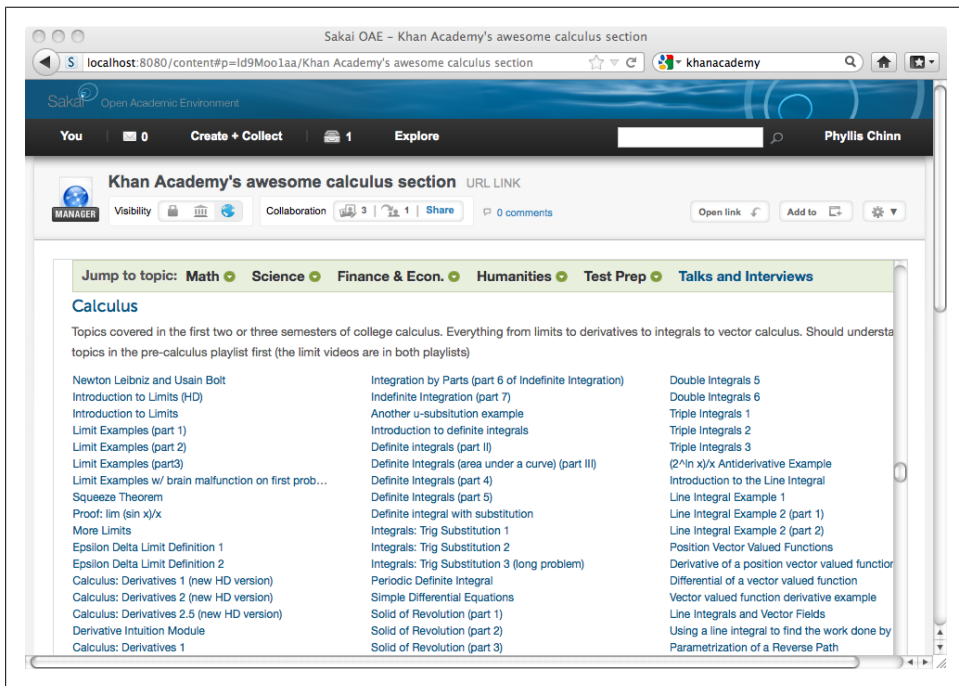 Sakai OAE – Khan Academy's awesome calculus section
S localhost:8080/content#p=ld9Moo1aa/Khan Academy's awesome calculus section
khanacademy
Sakai Open Academic Environment
You 0 Create + Collect 1 Explore Phyllis Chinn
Khan Academy's awesome calculus section URL LINK
MANAGER Visibility Collaboration 3 | 1 | Share 0 comments Open link Add to
Jump to topic: Math Science Finance & Econ. Humanities Test Prep Talks and Interviews
Calculus
Topics covered in the first two or three semesters of college calculus. Everything from limits to derivatives to integrals to vector calculus. Should understa
topics in the pre-calculus playlist first (the limit videos are in both playlists)
Newton Leibniz and Usain Bolt
Introduction to Limits (HD)
Introduction to Limits
Limit Examples (part 1)
Limit Examples (part 2)
Limit Examples (part3)
Limit Examples w/ brain malfunction on first prob...
Squeeze Theorem
Proof: lim (sin x)/x
More Limits
Epsilon Delta Limit Definition 1
Epsilon Delta Limit Definition 2
Calculus: Derivatives 1 (new HD version)
Calculus: Derivatives 2 (new HD version)
Calculus: Derivatives 2.5 (new HD version)
Derivative Intuition Module
Calculus: Derivatives 1
Integration by Parts (part 6 of Indefinite Integration)
Indefinite Integration (part 7)
Another u-subsitution example
Introduction to definite integrals
Definite integrals (part II)
Definite Integrals (area under a curve) (part III)
Definite Integrals (part 4)
Definite Integrals (part 5)
Definite integral with substitution
Integrals: Trig Substitution 1
Integrals: Trig Substitution 2
Integrals: Trig Substitution 3 (long problem)
Periodic Definite Integral
Simple Differential Equations
Solid of Revolution (part 1)
Solid of Revolution (part 2)
Solid of Revolution (part 3)
Double Integrals 5
Double Integrals 6
Triple Integrals 1
Triple Integrals 2
Triple Integrals 3
(2^ln x)/x Antiderivative Example
Introduction to the Line Integral
Line Integral Example 1
Line Integral Example 2 (part 1)
Line Integral Example 2 (part 2)
Position Vector Valued Functions
Derivative of a position vector valued function
Differential of a vector valued function
Vector valued function derivative example
Line Integrals and Vector Fields
Using a line integral to find the work done by
Parametrization of a Reverse Path